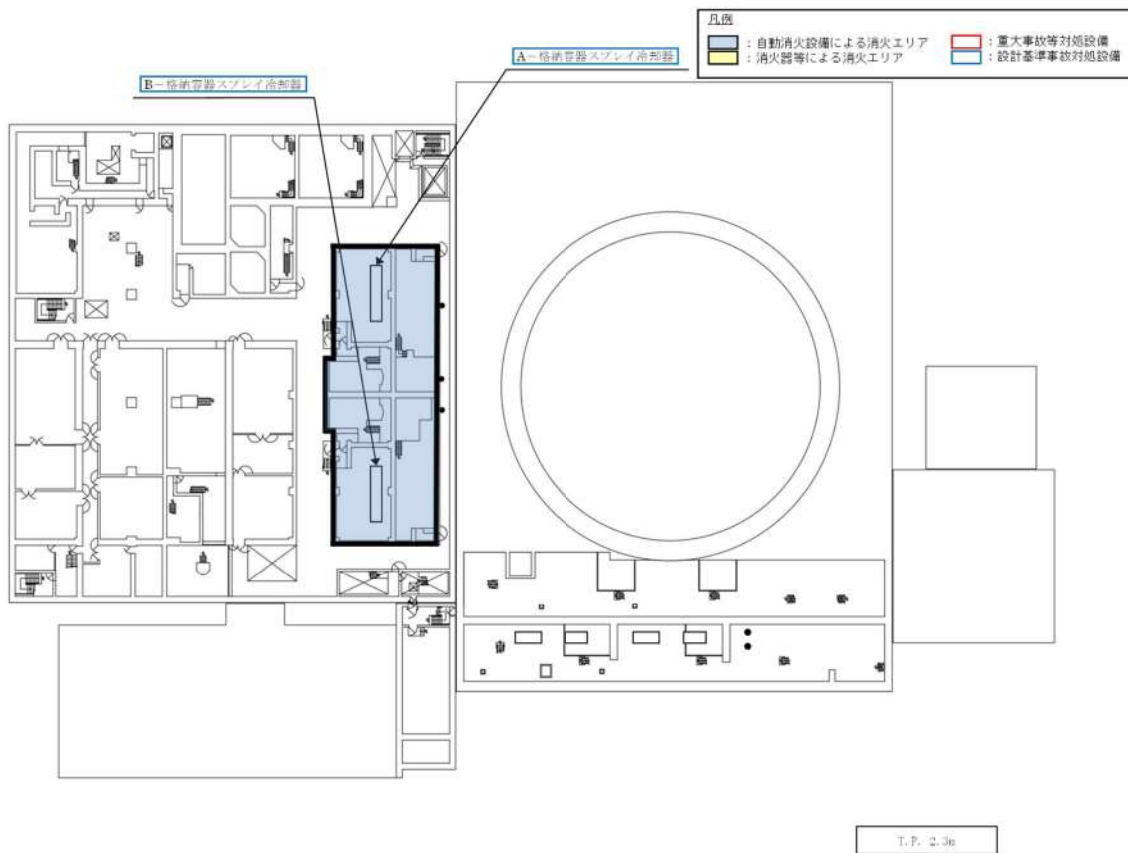 凡例
：自動消火設備による消火エリア
：消火器等による消火エリア
：重大事故等対処設備
：設計基準事故対処設備
A－格納容器スプレイ冷却器
B－格納容器スプレイ冷却器
T.P. 2.3m